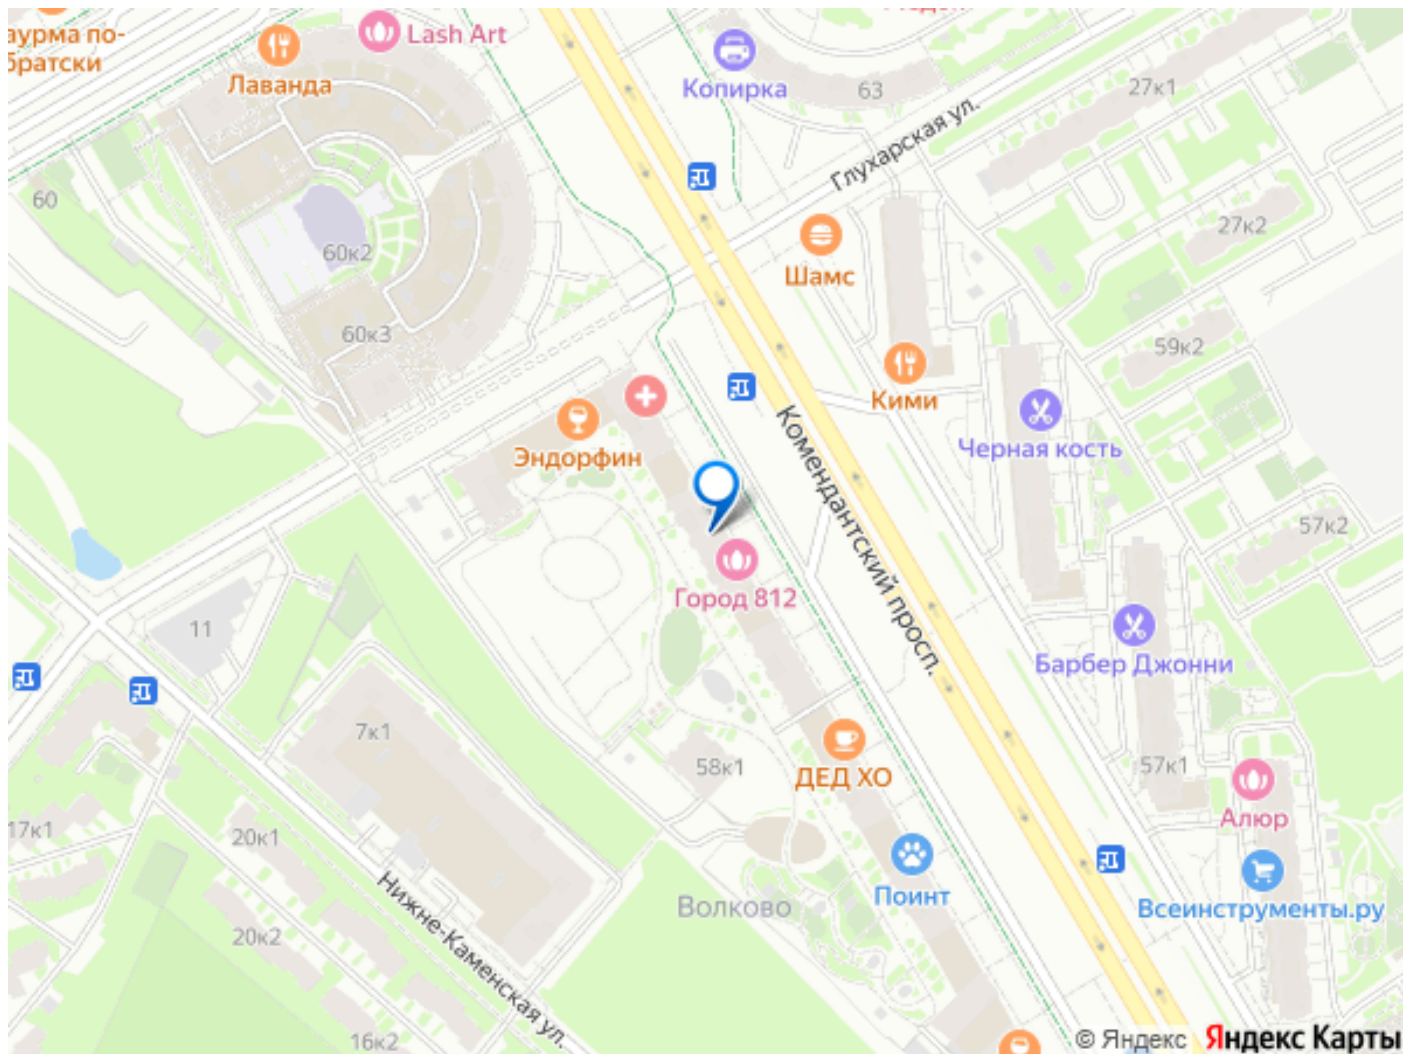 аурма по-
братски
Lash Art
Лаванда
Копирка
63
27к1
Глухарская ул.
60
60к2
27к2
Шамс
60к3
59к2
Кими
Эндорфин
Черная кость
Комендантский просп.
57к2
Город 812
11
Барбер Джонни
7к1
58к1
ДЕД ХО
57к1
Алюр
17к1
20к1
Нижне-Каменская ул.
Поинт
Волково
Всеинструменты.ру
20к2
16к2
© Яндекс Яндекс Карты